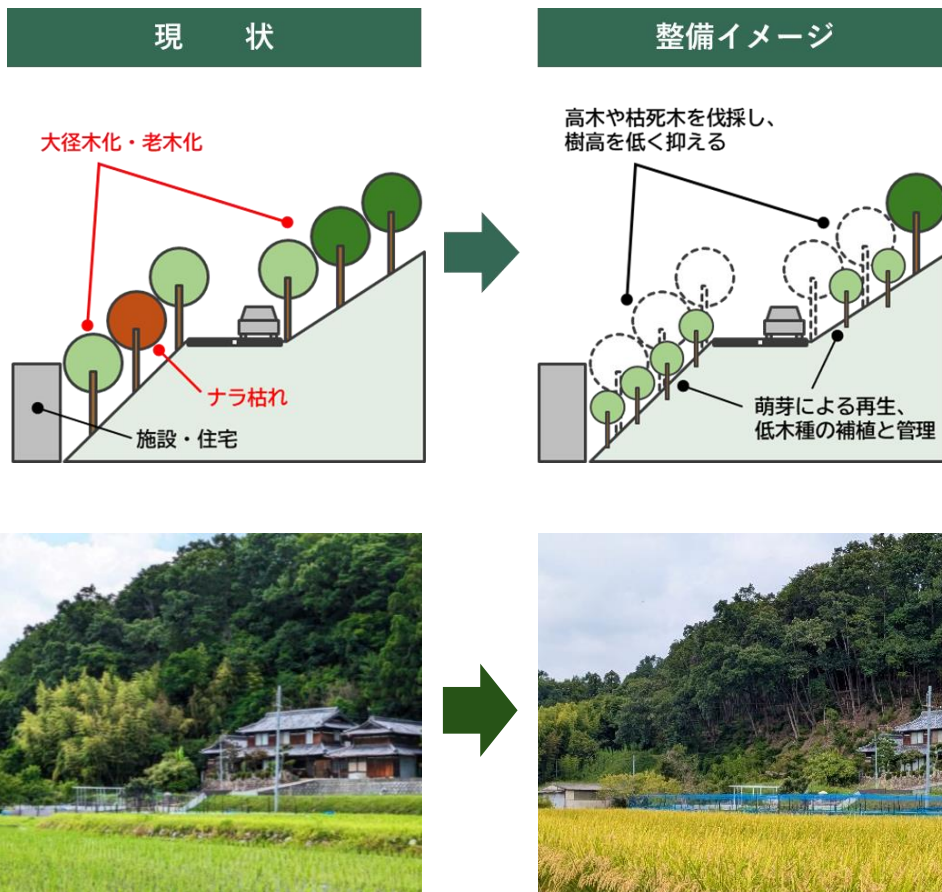 現　状
整備イメージ
大径木化・老木化
ナラ枯れ
施設・住宅
高木や枯死木を伐採し、
樹高を低く抑える
萌芽による再生、
低木種の補植と管理